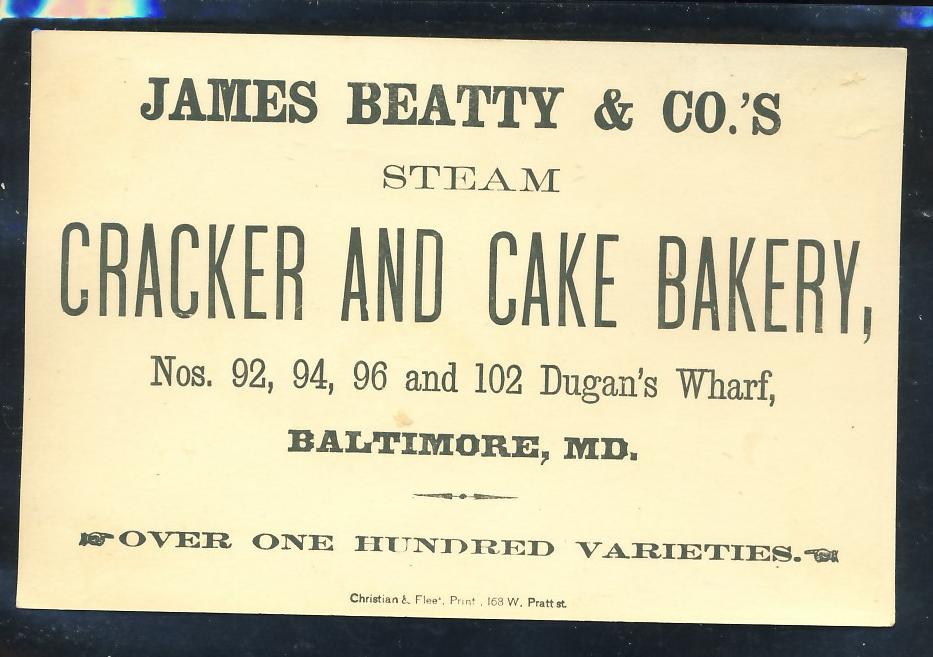 JAMES BEATTY & CO.'S
STEAM
CRACKER AND CAKE BAKERY,
Nos. 92, 94, 96 and 102 Dugan's Wharf,
BALTIMORE, MD.
OVER ONE HUNDRED VARIETIES.
Christian & Fleet, Print, 168 W. Pratt st.